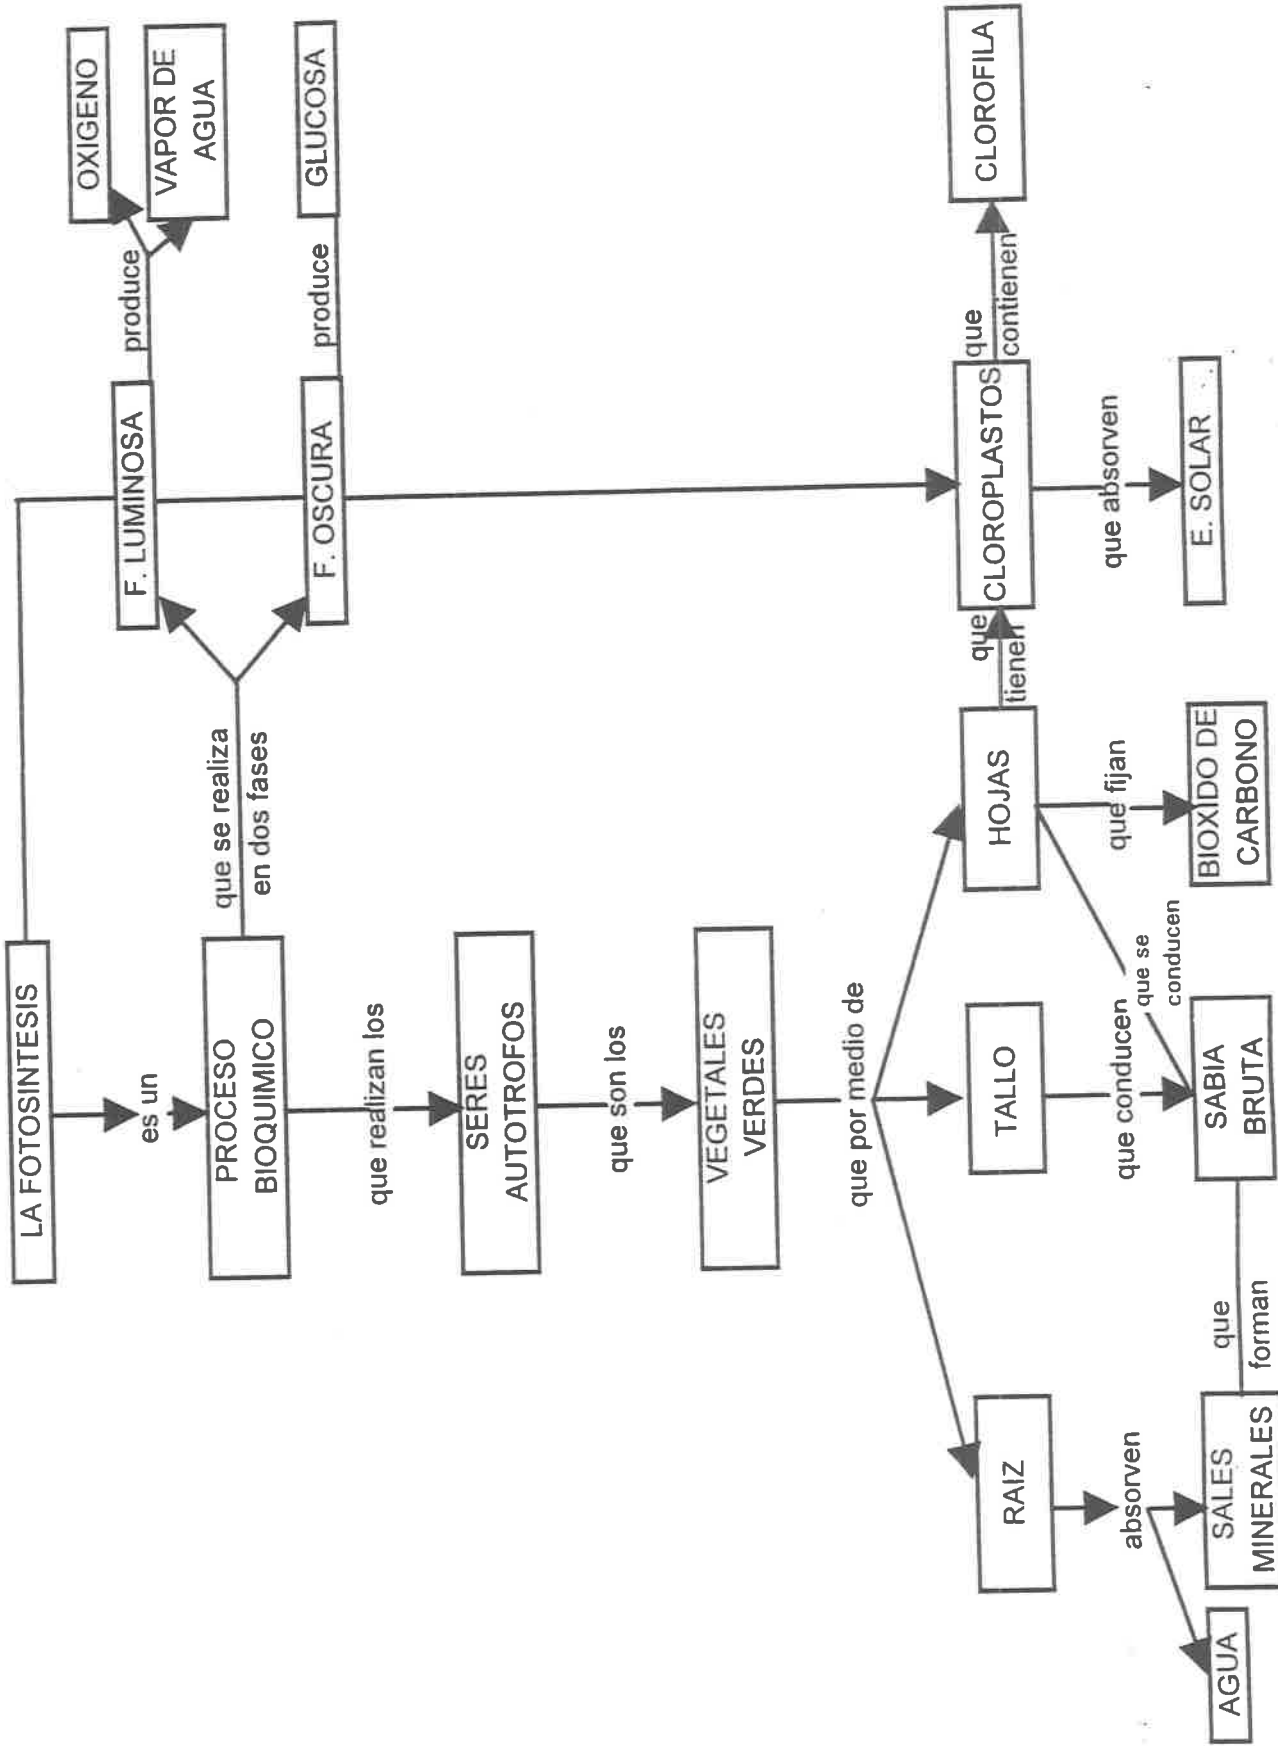 LA FOTOSINTESIS
es un
PROCESO
BIOQUIMICO
que se realiza
en dos fases
F. LUMINOSA
produce
OXIGENO
VAPOR DE
AGUA
F. OSCURA
produce
GLUCOSA
que realizan los
SERES
AUTOTROFOS
que son los
VEGETALES
VERDES
que por medio de
RAIZ
TALLO
HOJAS
que
tienen
CLOROPLASTOS
que
contienen
CLOROFILA
absorven
que conducen
que se
conducen
que fijan
que absorven
AGUA
SALES
MINERALES
que
forman
SABIA
BRUTA
BIOXIDO DE
CARBONO
E. SOLAR